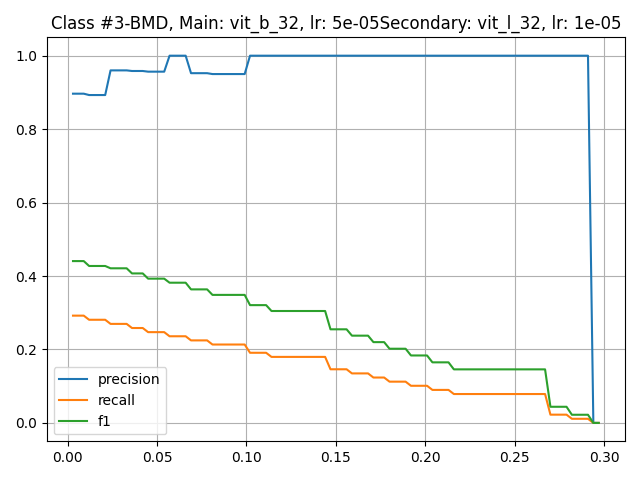 Class #3-BMD, Main: vit_b_32, lr: 5e-05Secondary: vit_l_32, lr: 1e-05
1.0
0.8
0.6
0.4
0.2
0.0
precision
recall
f1
0.00 0.05 0.10 0.15 0.20 0.25 0.30